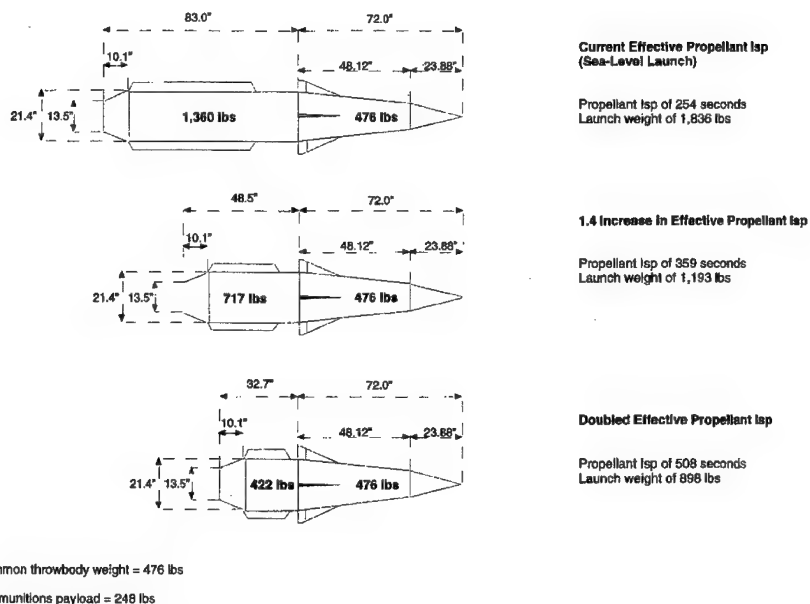 83.0" 72.0"
10.1" 48.12" 23.88"
21.4" 13.5" 1,360 lbs 476 lbs
Current Effective Propellant Isp
(Sea-Level Launch)
Propellant Isp of 254 seconds
Launch weight of 1,836 lbs
48.5" 72.0"
10.1" 48.12" 23.88"
21.4" 13.5" 717 lbs 476 lbs
1.4 Increase in Effective Propellant Isp
Propellant Isp of 359 seconds
Launch weight of 1,193 lbs
32.7" 72.0"
10.1" 48.12" 23.88"
21.4" 13.5" 422 lbs 476 lbs
Doubled Effective Propellant Isp
Propellant Isp of 508 seconds
Launch weight of 898 lbs
mmon throwbody weight = 476 lbs
munitions payload = 248 lbs